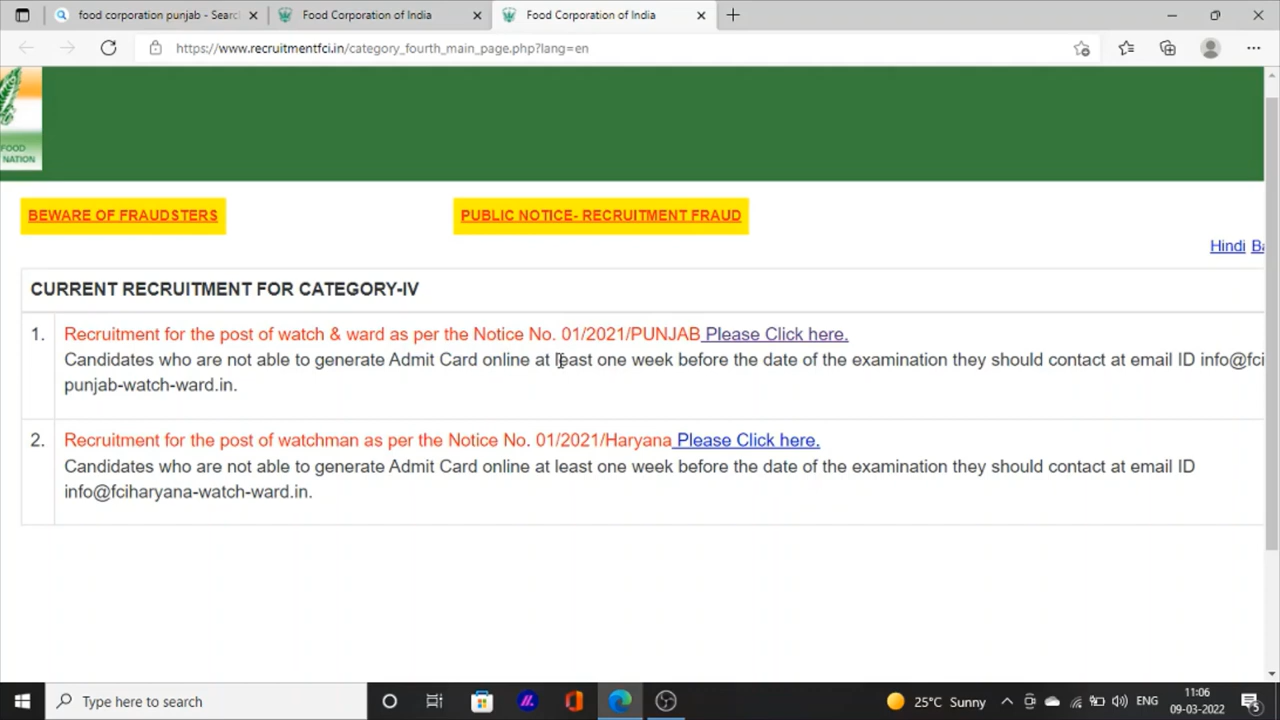 food corporation punjab - Searc
Food Corporation of India
Food Corporation of India
https://www.recruitmentfci.in/category_fourth_main_page.php?lang=en
FOOD
NATION
BEWARE OF FRAUDSTERS
PUBLIC NOTICE- RECRUITMENT FRAUD
Hindi Ba
CURRENT RECRUITMENT FOR CATEGORY-IV
1. Recruitment for the post of watch & ward as per the Notice No. 01/2021/PUNJAB Please Click here.
Candidates who are not able to generate Admit Card online at least one week before the date of the examination they should contact at email ID info@fci
punjab-watch-ward.in.
2. Recruitment for the post of watchman as per the Notice No. 01/2021/Haryana Please Click here.
Candidates who are not able to generate Admit Card online at least one week before the date of the examination they should contact at email ID
info@fciharyana-watch-ward.in.
Type here to search
25°C Sunny
ENG
11:06
09-03-2022
5